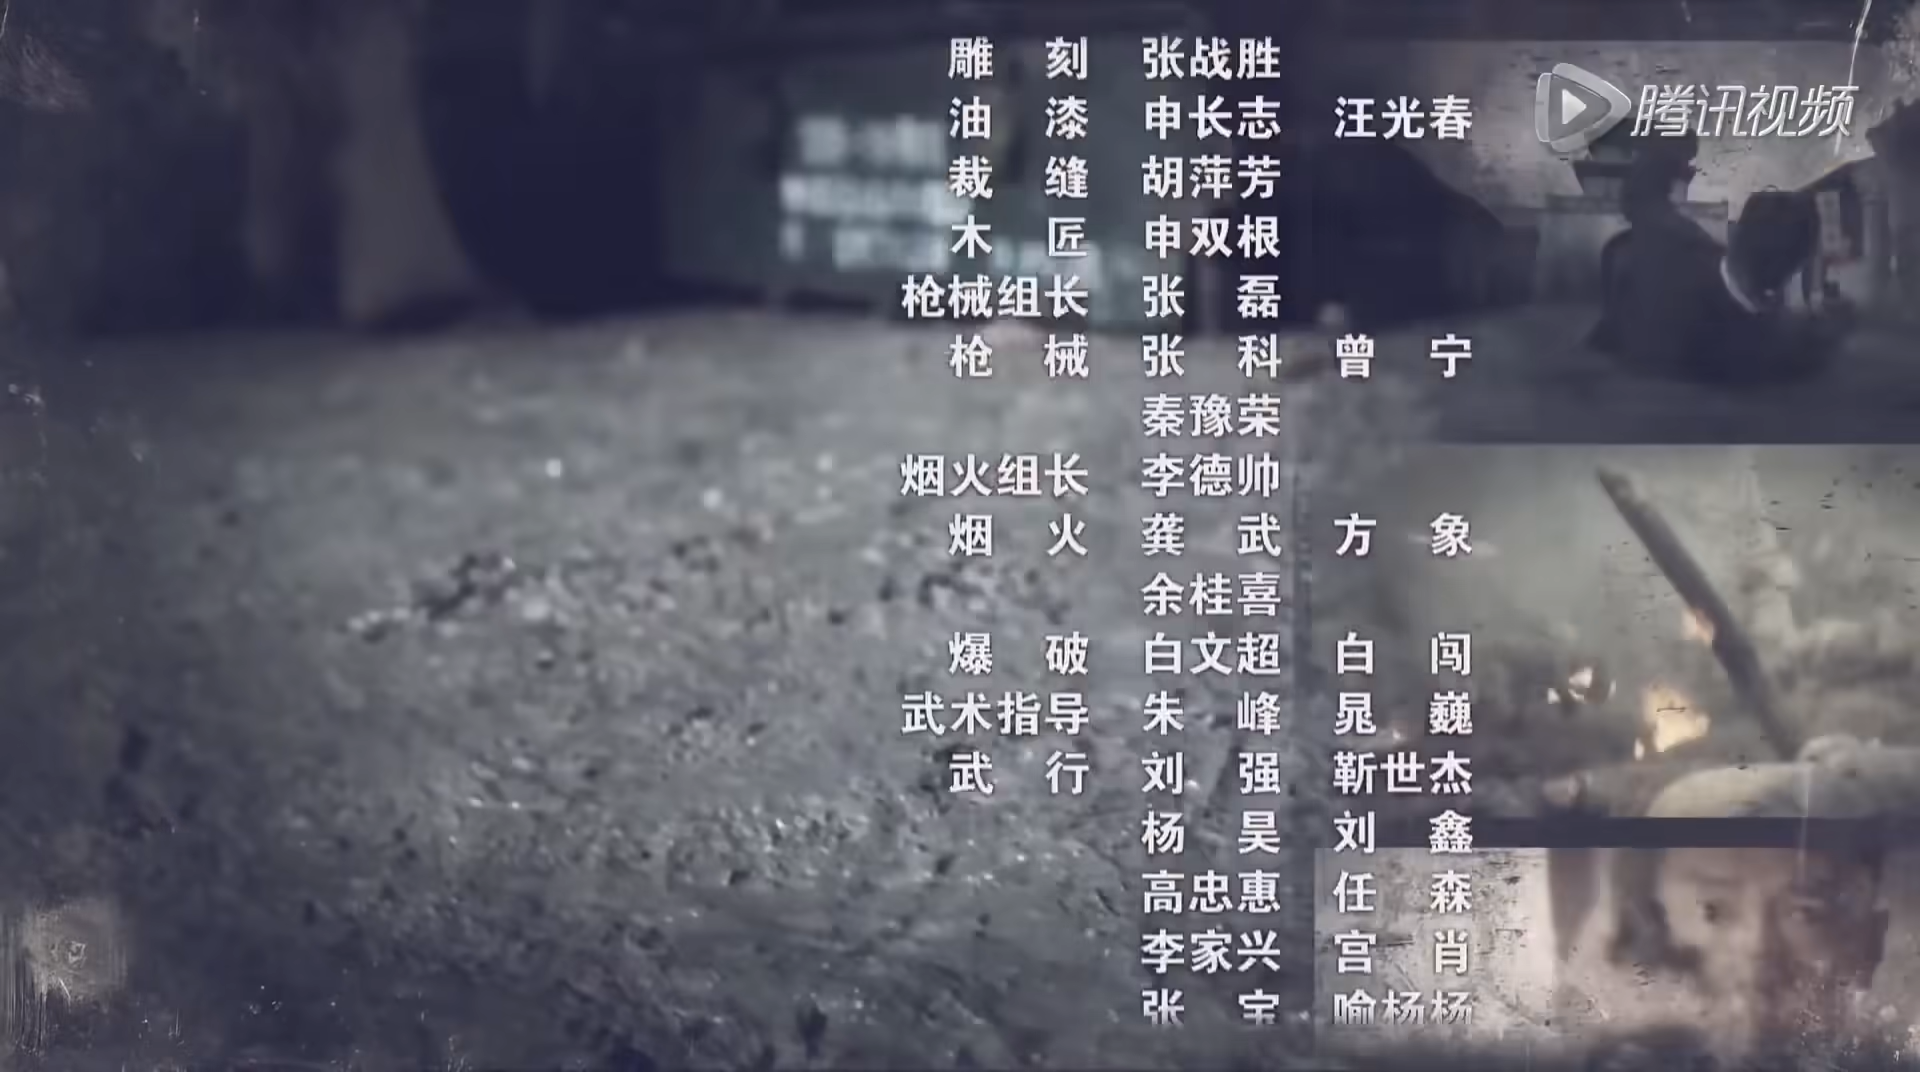 雕 刻 张战胜
腾讯视频
油 漆 申长志 汪光春
裁 缝 胡萍芳
木 匠 申双根
枪械组长 张 磊
枪 械 张 科 曾 宁
秦豫荣
烟火组长 李德帅
烟 火 龚 武 方 象
余桂喜
爆 破 白文超 白 闯
武术指导 朱 峰 晁 巍
武 行 刘 强 靳世杰
杨 昊 刘 鑫
高忠惠 任 森
李家兴 宫 肖
张 宝 喻杨杨